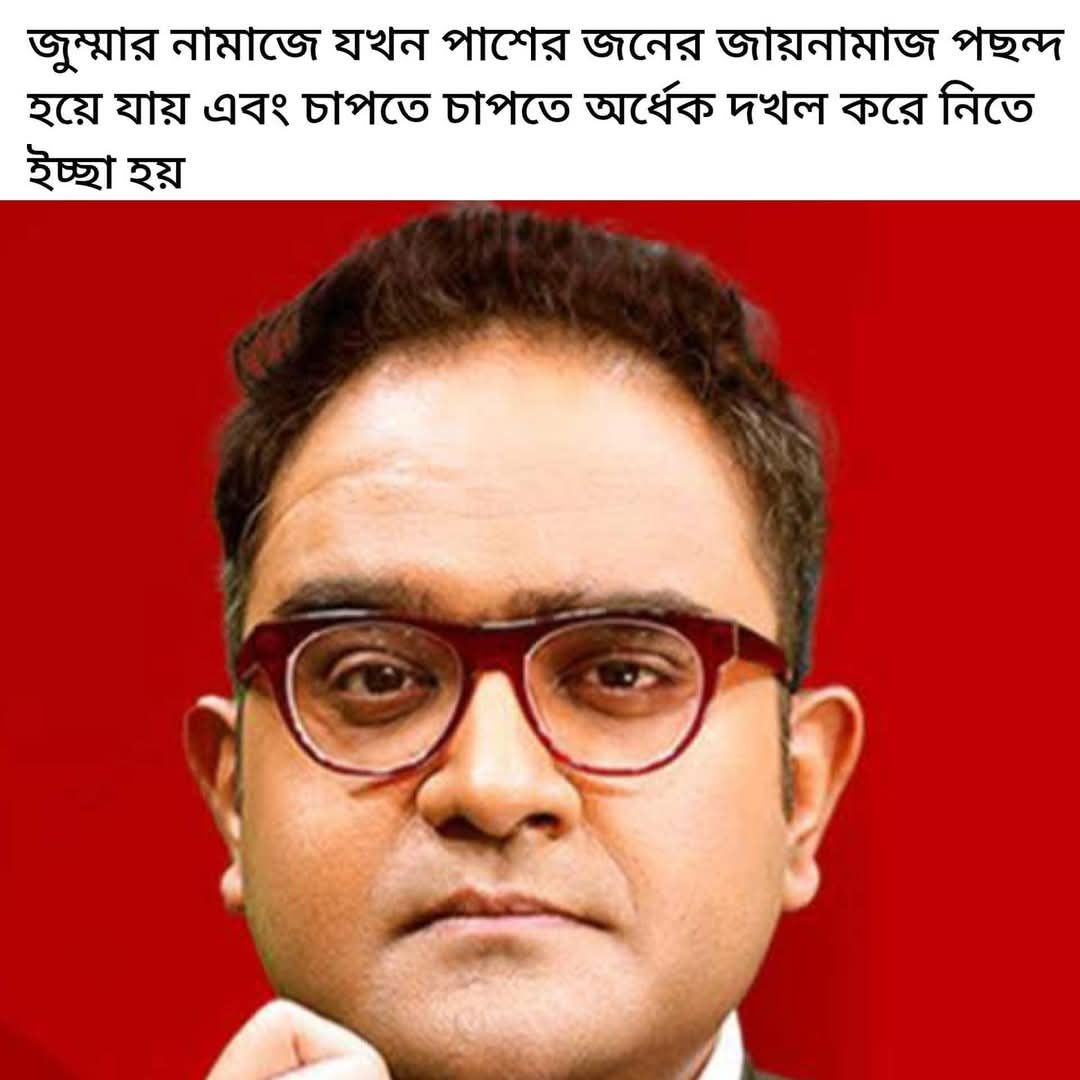 জুম্মার নামাজে যখন পাশের জনের জায়নামাজ পছন্দ
হয়ে যায় এবং চাপতে চাপতে অর্ধেক দখল করে নিতে
ইচ্ছা হয়